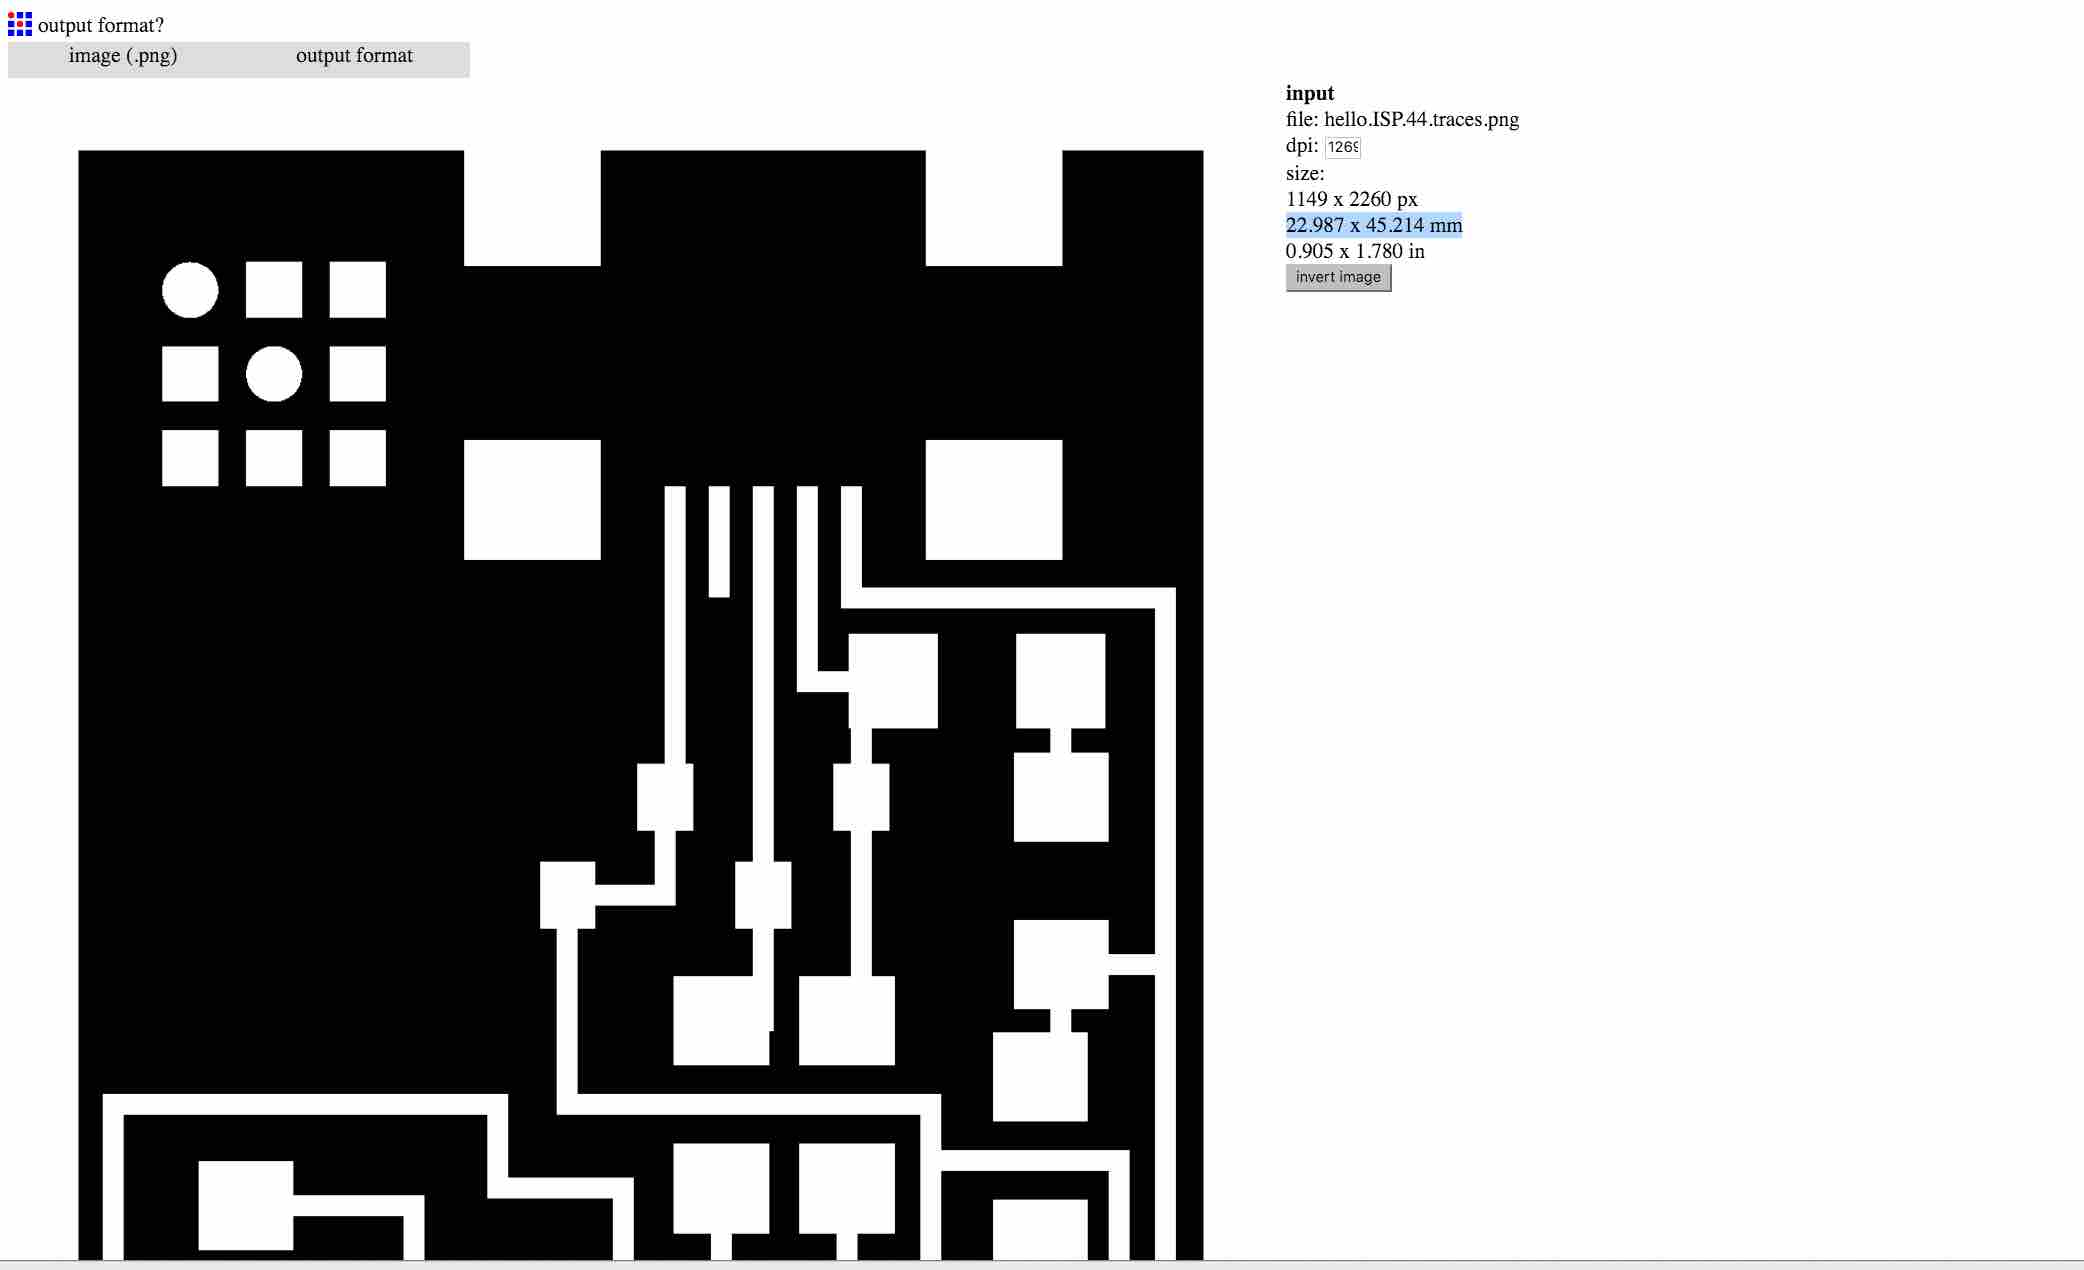 output format?
image (.png) output format
input
file: hello.ISP.44.traces.png
dpi:
size:
1149 x 2260 px
22.987 x 45.214 mm
0.905 x 1.780 in
invert image